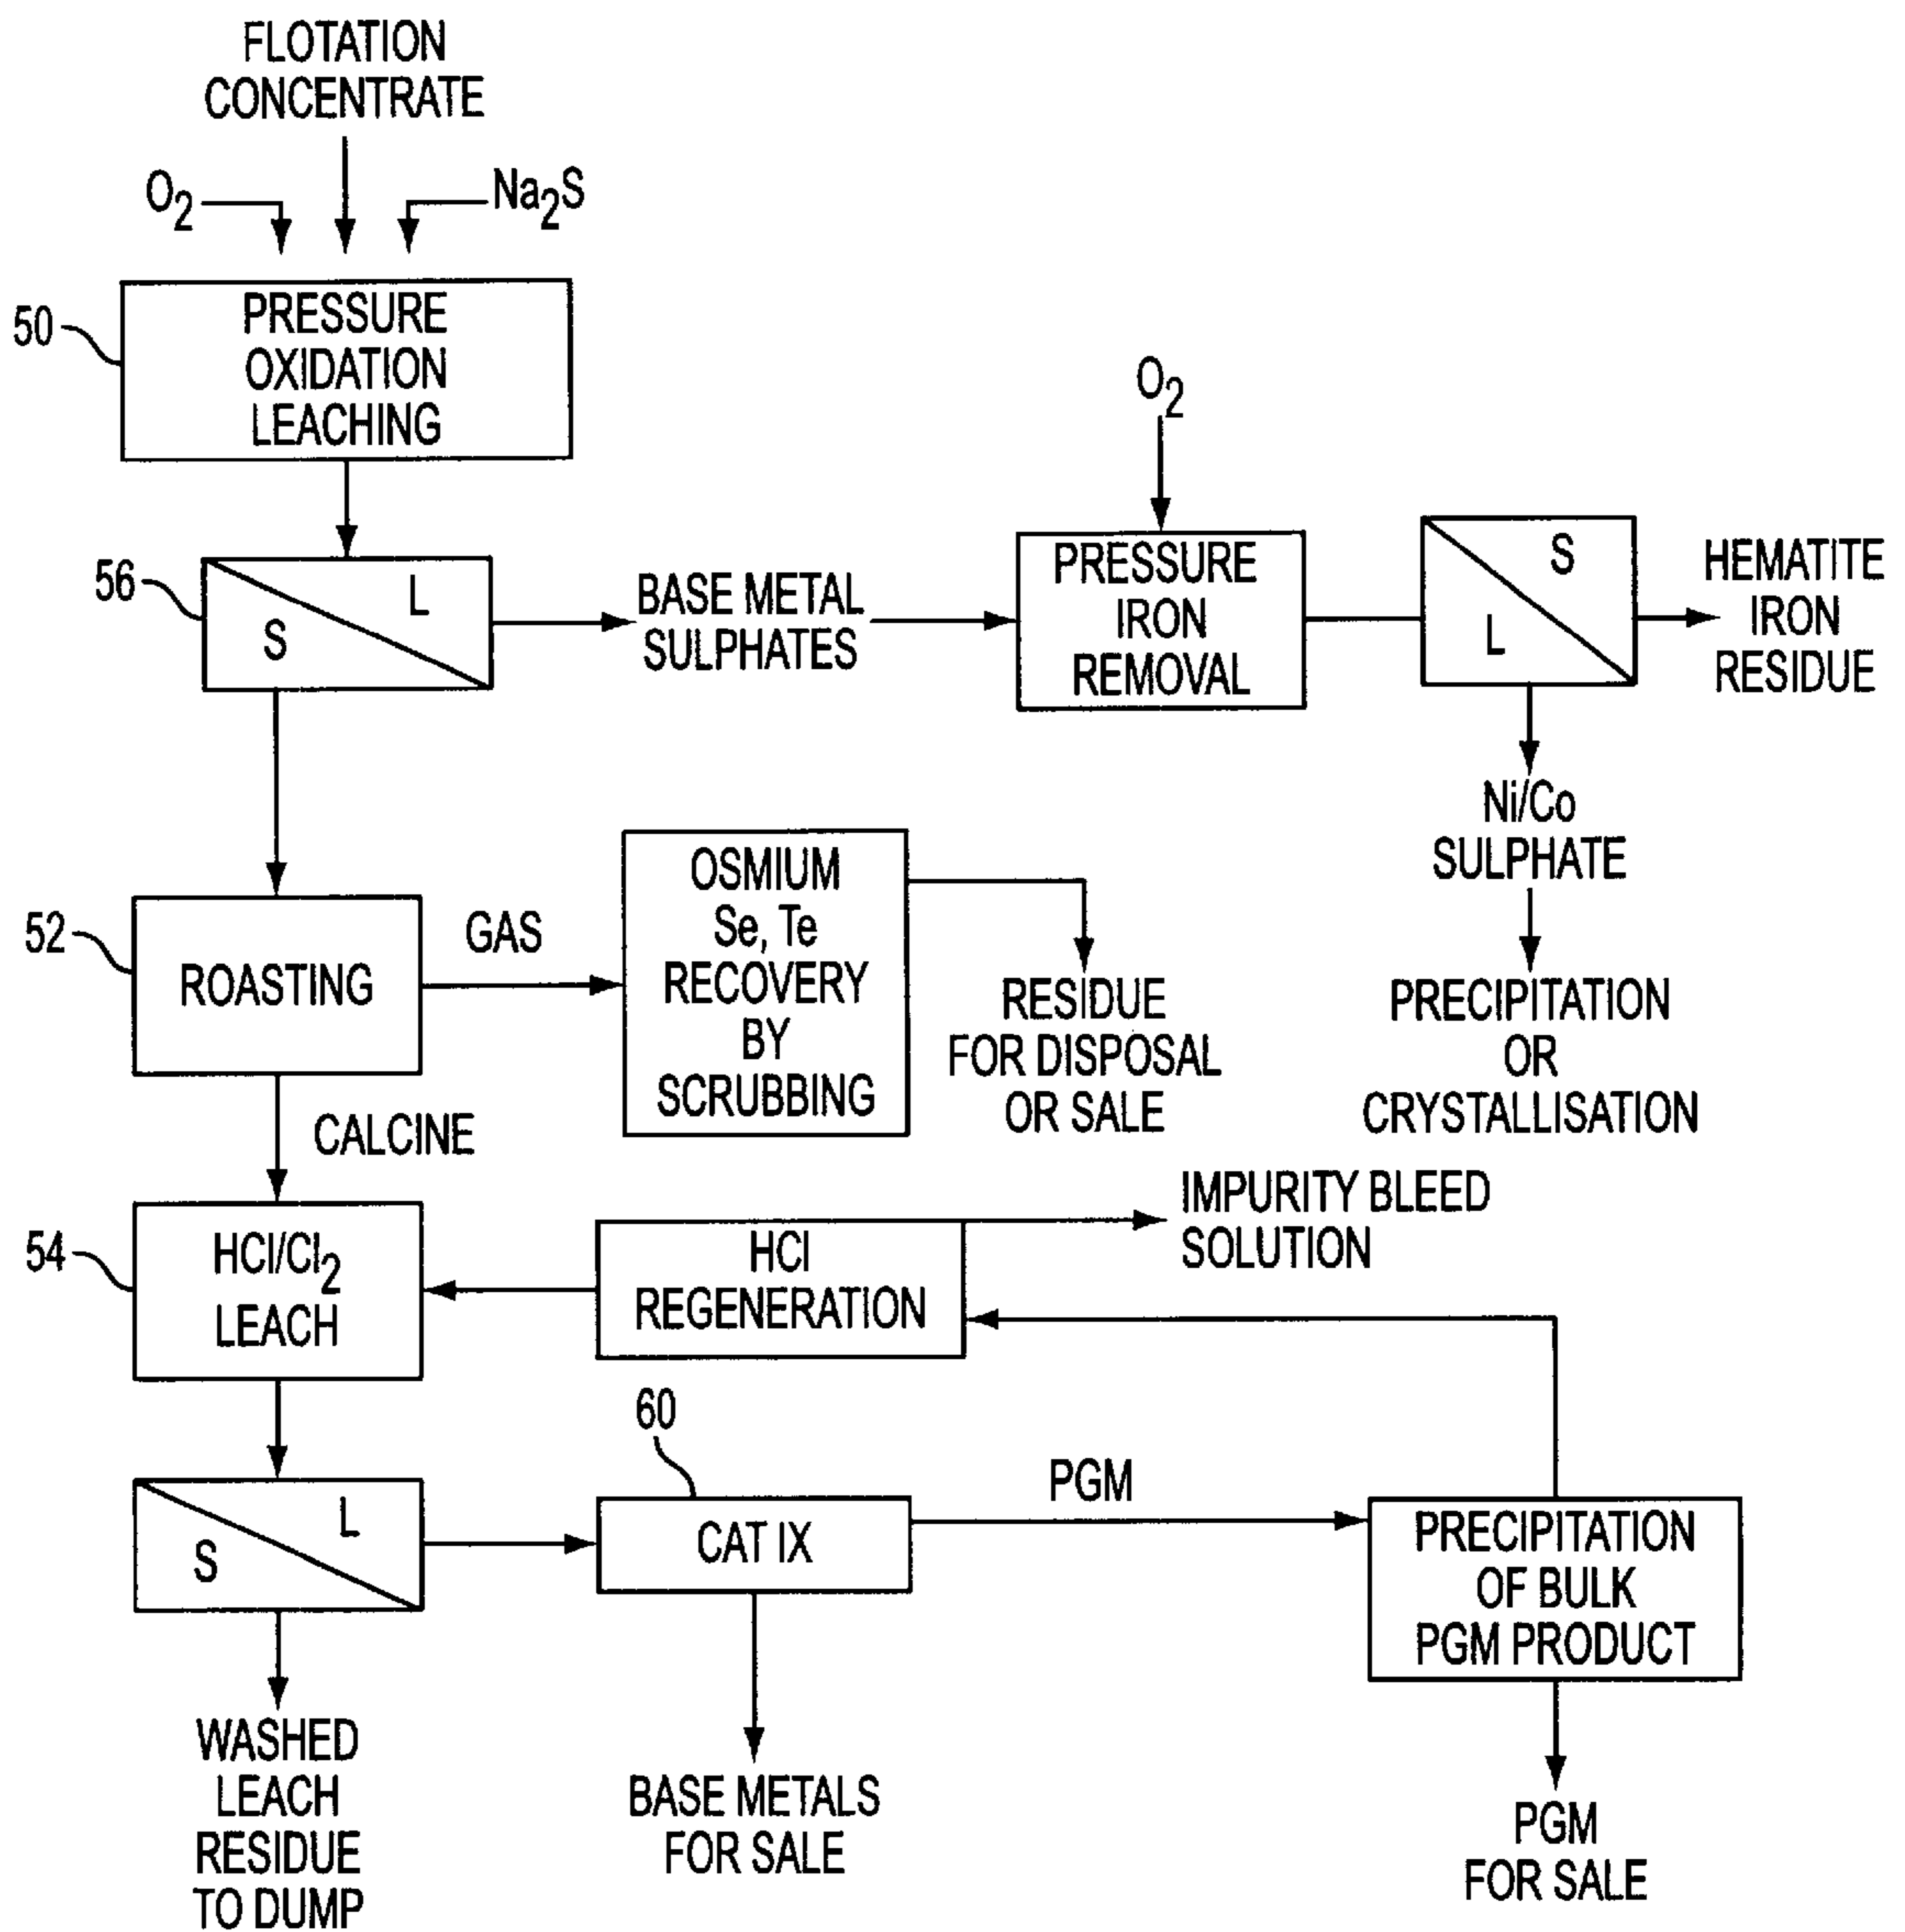 FLOTATION
CONCENTRATE
O2
Na2S
50
PRESSURE
OXIDATION
LEACHING
O2
56
L
S
BASE METAL
SULPHATES
PRESSURE
IRON
REMOVAL
S
L
HEMATITE
IRON
RESIDUE
Ni/Co
SULPHATE
52
ROASTING
GAS
OSMIUM
Se, Te
RECOVERY
BY
SCRUBBING
RESIDUE
FOR DISPOSAL
OR SALE
PRECIPITATION
OR
CRYSTALLISATION
CALCINE
54
HCl/Cl2
LEACH
HCl
REGENERATION
IMPURITY BLEED
SOLUTION
60
L
S
CAT IX
PGM
PRECIPITATION
OF BULK
PGM PRODUCT
WASHED
LEACH
RESIDUE
TO DUMP
BASE METALS
FOR SALE
PGM
FOR SALE